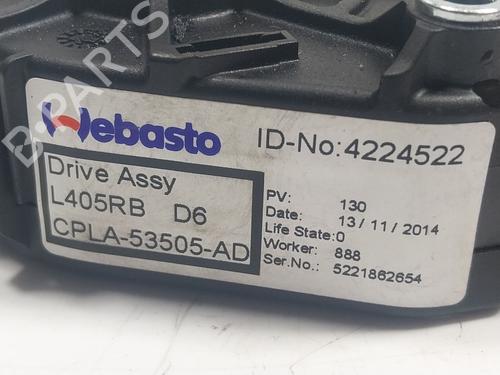 Webasto
ID-No:4224522
Drive Assy
L405RB D6
CPLA-53505-AD
PV: 130
Date: 13/11/2014
Life State:0
Worker: 888
Ser.No.: 5221862654
B-PARTS